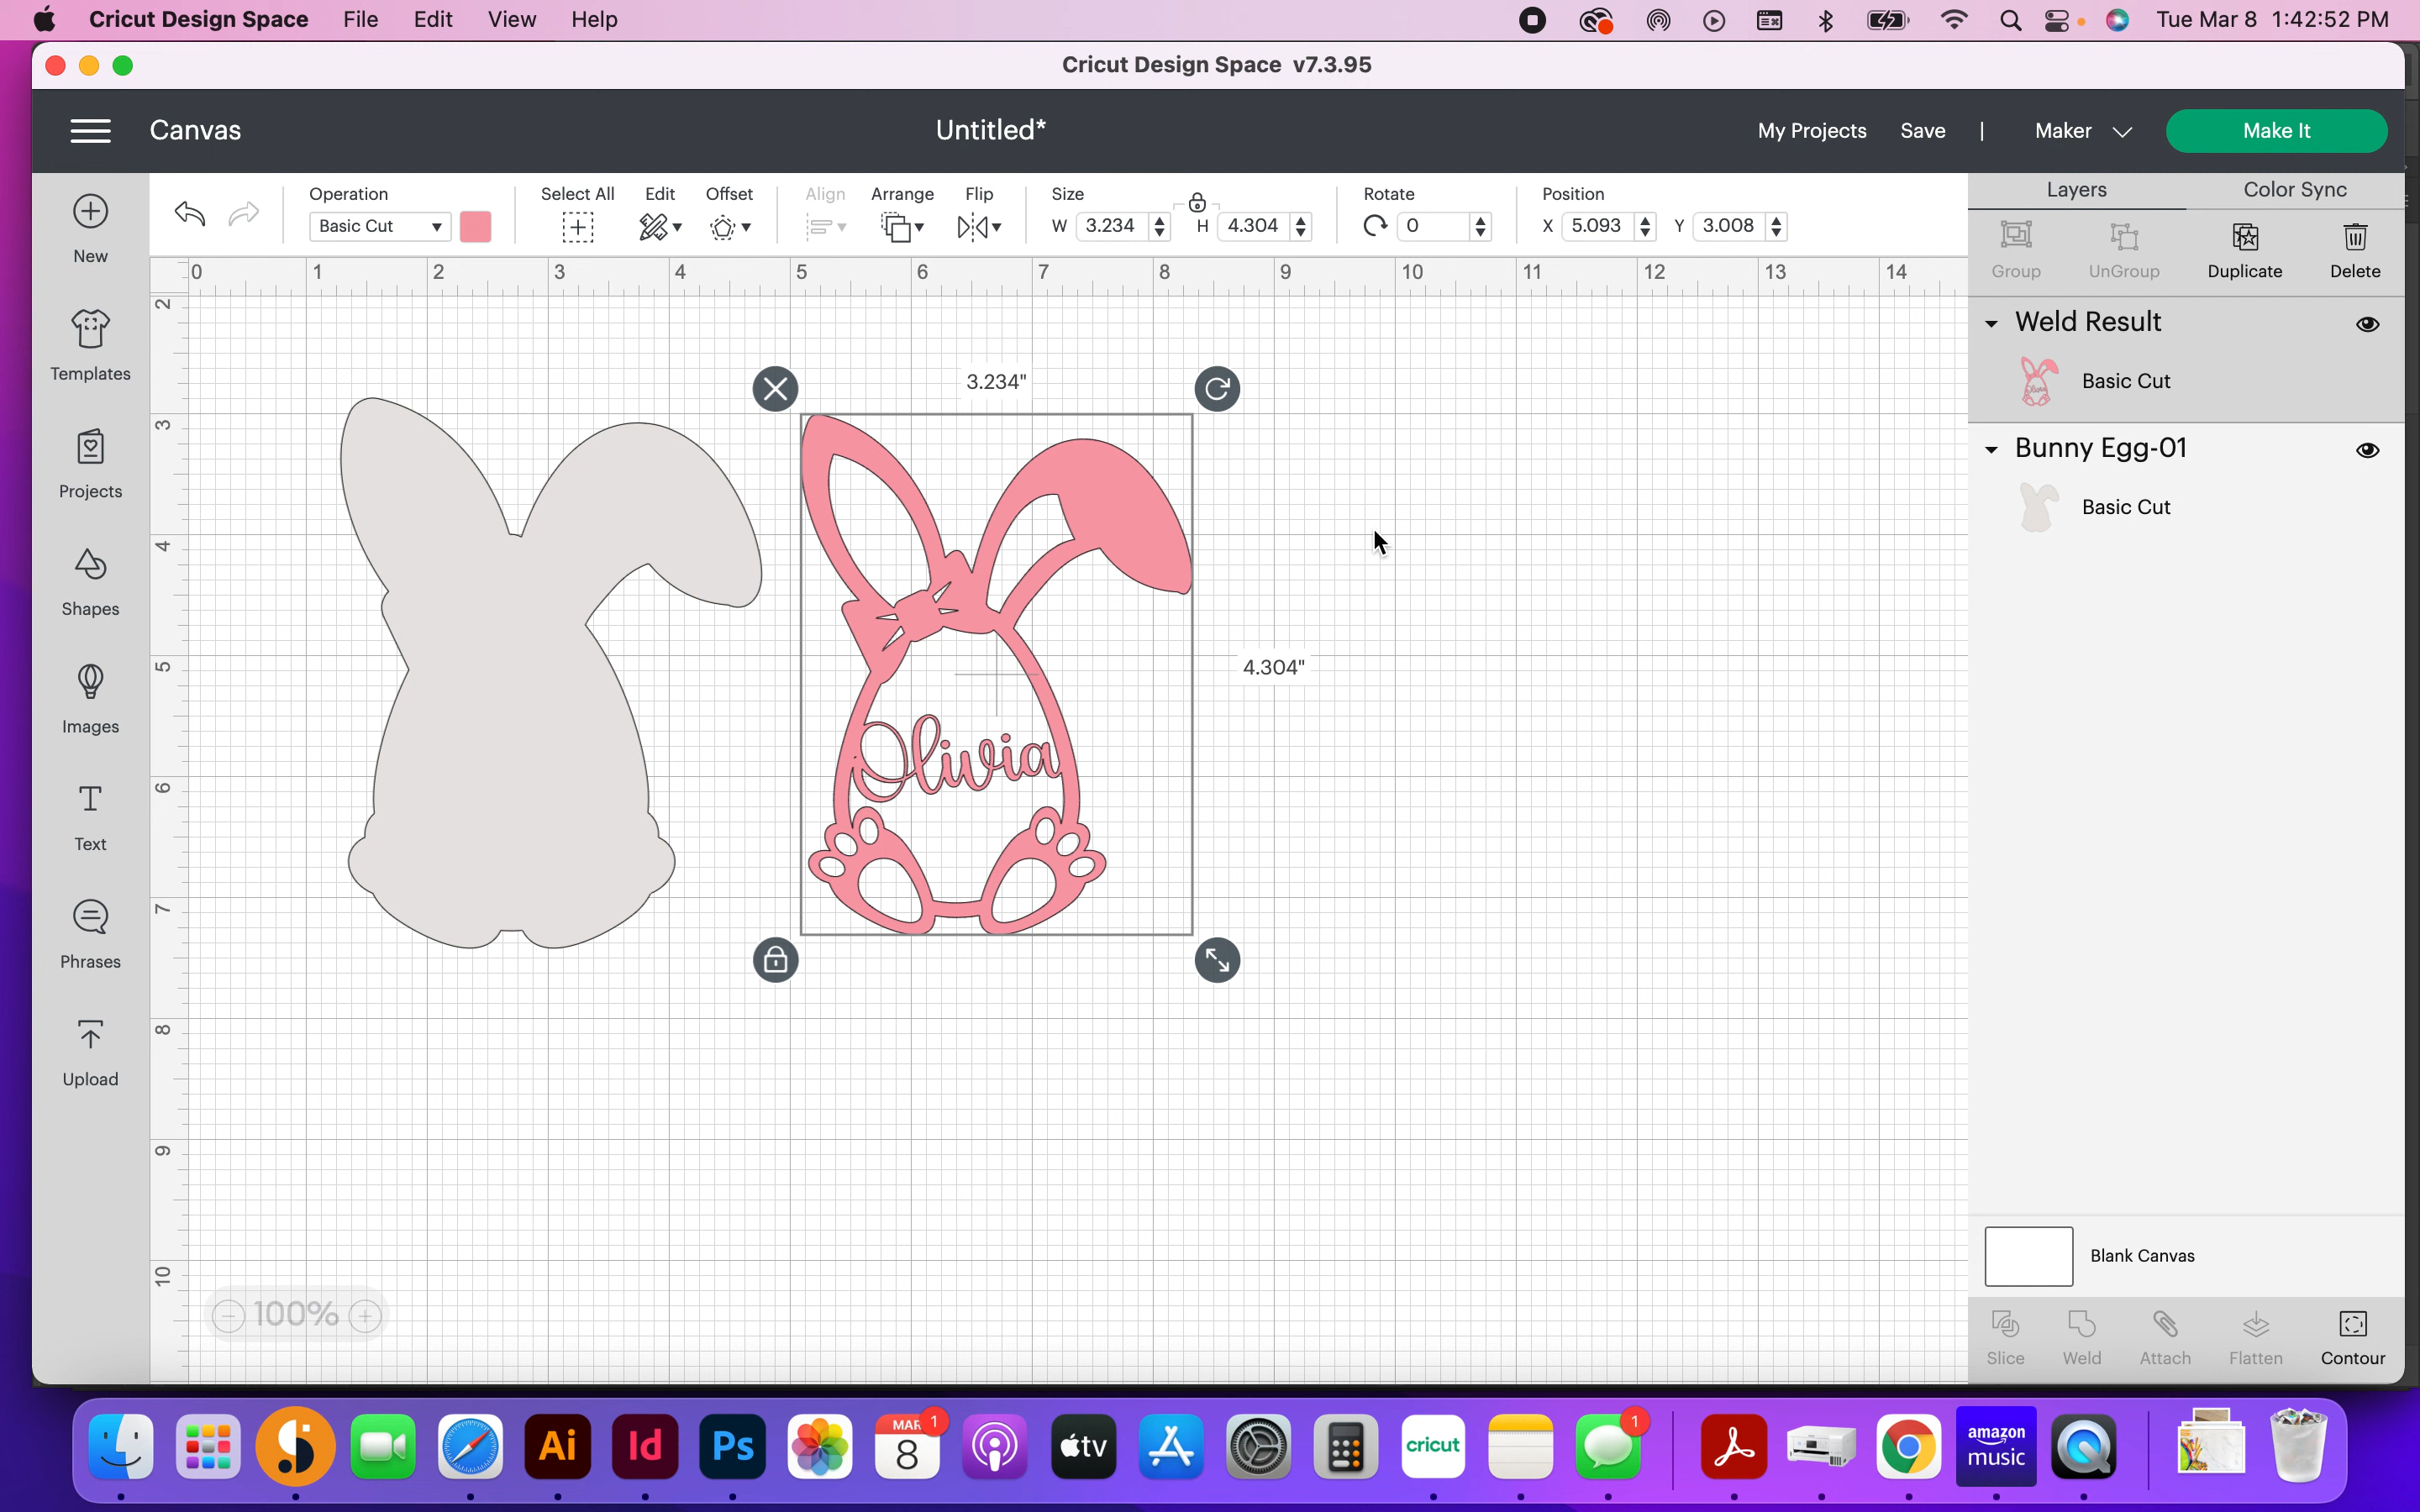 Cricut Design Space File Edit View Help Tue Mar 8 1:42:52 PM
Cricut Design Space v7.3.95
Canvas Untitled* My Projects Save | Maker Make It
New
Templates
Projects
Shapes
Images
Text
Phrases
Upload
Operation Select All Edit Offset Align Arrange Flip Size Rotate Position
Basic Cut W 3.234 H 4.304 0 X 5.093 Y 3.008
0 1 2 3 4 5 6 7 8 9 10 11 12 13 14
2
3
4
5
6
7
8
9
10
3.234"
4.304"
Olivia
100%
Layers Color Sync
Group UnGroup Duplicate Delete
Weld Result
Basic Cut
Bunny Egg-01
Basic Cut
Blank Canvas
Slice Weld Attach Flatten Contour
Ai Id Ps MAR 8 1 tv cricut 1 amazon music